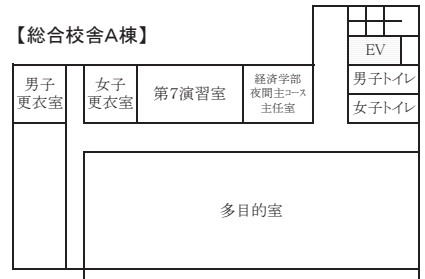 【総合校舎A棟】
EV
男子
更衣室
女子
更衣室
第7演習室
経済学部
夜間主コース
主任室
男子トイレ
女子トイレ
多目的室